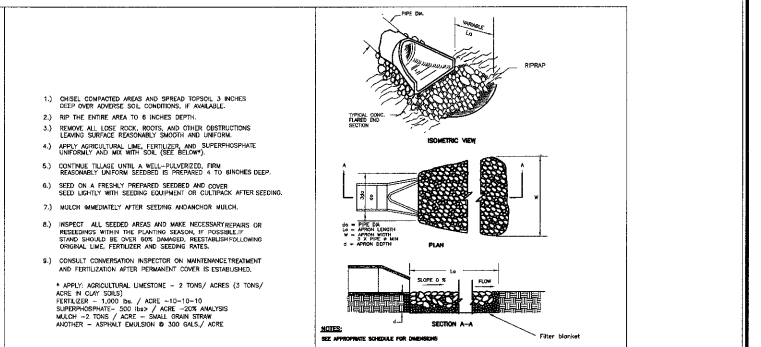 1.) CHISEL COMPACTED AREAS AND SPREAD TOPSOIL 3 INCHES
DEEP OVER ADVERSE SOIL CONDITIONS, IF AVAILABLE.
2.) RIP THE ENTIRE AREA TO 6 INCHES DEPTH.
3.) REMOVE ALL LOSE ROCK, ROOTS, AND OTHER OBSTRUCTIONS
LEAVING SURFACE REASONABLY SMOOTH AND UNIFORM.
4.) APPLY AGRICULTURAL LIME, FERTILIZER, AND SUPERPHOSPHATE
UNIFORMLY AND MIX WITH SOIL (SEE BELOW*).
5.) CONTINUE TILLAGE UNTIL A WELL-PULVERIZED, FIRM
REASONABLY UNIFORM SEEDBED IS PREPARED 4 TO 6INCHES DEEP.
6.) SEED ON A FRESHLY PREPARED SEEDBED AND COVER
SEED LIGHTLY WITH SEEDING EQUIPMENT OR CULTIPACK AFTER SEEDING.
7.) MULCH IMMEDIATELY AFTER SEEDING ANDANCHOR MULCH.
8.) INSPECT ALL SEEDED AREAS AND MAKE NECESSARY REPAIRS OR
RESEEDINGS WITHIN THE PLANTING SEASON, IF POSSIBLE.IF
STAND SHOULD BE OVER 60% DAMAGED, REESTABLISH FOLLOWING
ORIGINAL LIME, FERTILIZER AND SEEDING RATES.
9.) CONSULT CONVERSATION INSPECTOR ON MAINTENANCE TREATMENT
AND FERTILIZATION AFTER PERMANENT COVER IS ESTABLISHED.
* APPLY: AGRICULTURAL LIMESTONE - 2 TONS/ ACRES (3 TONS/
ACRE IN CLAY SOILS)
FERTLIZER - 1,000 lbs. / ACRE -10-10-10
SUPERPHOSPHATE- 500 lbs> / ACRE -20% ANALYSIS
MULCH -2 TONS / ACRE - SMALL GRAIN STRAW
ANOTHER - ASPHALT EMULSION @ 300 GALS./ ACRE
PIPE DIA.
VARIABLE
La
RIPRAP
TYPICAL CONC.
FLARED END
SECTION
ISOMETRIC VIEW
A
A
3do
do
W
do = PIPE DIA
La = APRON LENGTH
W = APRON WIDTH
3 X PIPE ø MIN
d = APRON DEPTH
PLAN
La
SLOPE 0 %
FLOW
d
SECTION A-A
Filter blanket
NOTES:
SEE APPROPRIATE SCHEDULE FOR DIMENSIONS